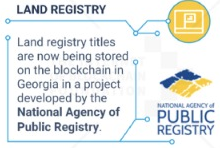 LAND REGISTRY
Land registry titles
are now being stored
on the blockchain in
Georgia in a project
developed by the
National Agency of
Public Registry.
NATIONAL AGENCY of
PUBLIC
REGISTRY